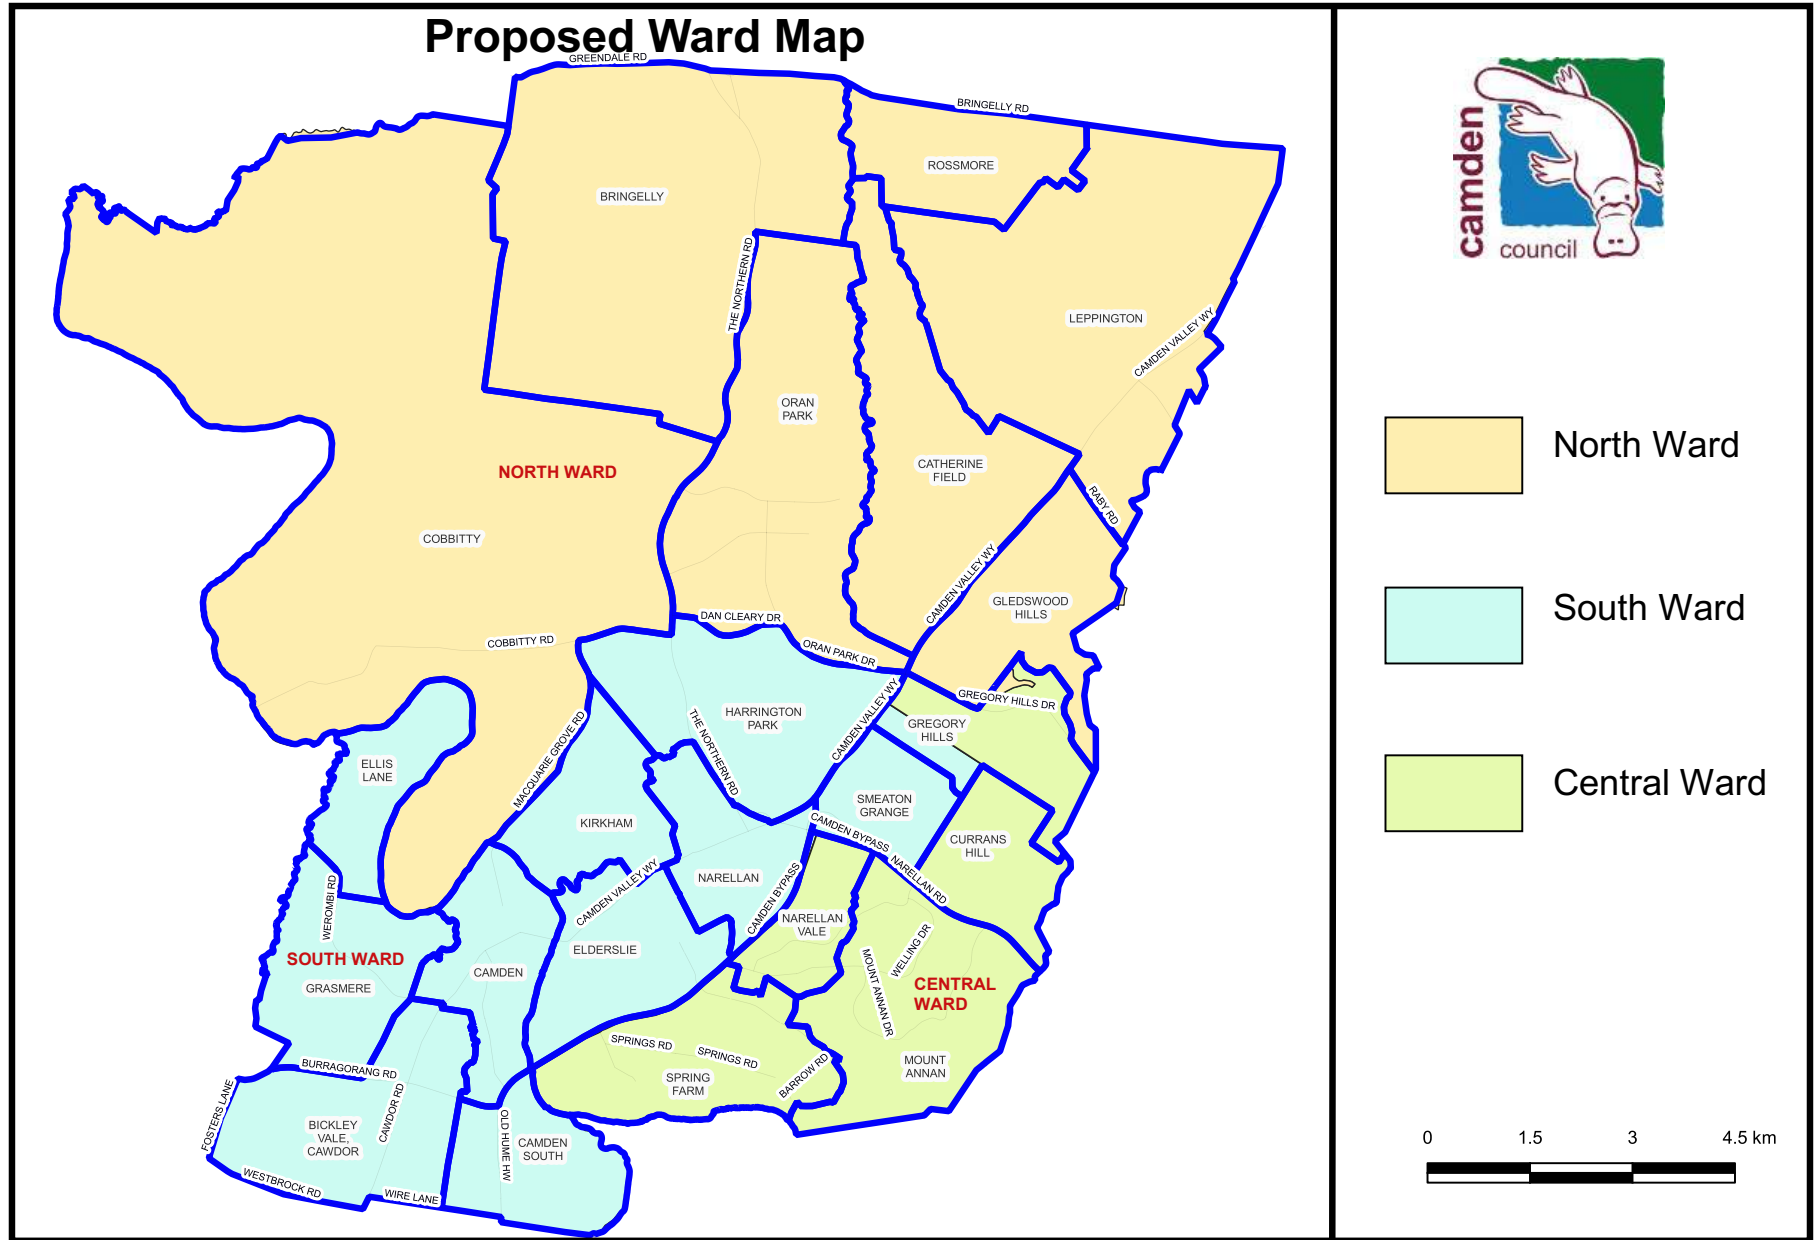 Proposed Ward Map
GREENDALE RD
BRINGELLY RD
ROSSMORE
BRINGELLY
THE NORTHERN RD
LEPPINGTON
CAMDEN VALLEY WY
ORAN
PARK
NORTH WARD
CATHERINE
FIELD
RABY RD
COBBITTY
CAMDEN VALLEY WY
GLEDSWOOD
HILLS
DAN CLEARY DR
COBBITTY RD
ORAN PARK DR
GREGORY HILLS DR
HARRINGTON
PARK
CAMDEN VALLEY WY
GREGORY
HILLS
THE NORTHERN RD
MACQUARIE GROVE RD
ELLIS
LANE
SMEATON
GRANGE
KIRKHAM
CAMDEN BYPASS
CURRANS
HILL
NARELLAN RD
NARELLAN
CAMDEN VALLEY WY
CAMDEN BYPASS
WEROMBI RD
NARELLAN
VALE
ELDERSLIE
WELLING DR
MOUNT ANNAN DR
SOUTH WARD
CAMDEN
GRASMERE
CENTRAL
WARD
SPRINGS RD
SPRINGS RD
BARROW RD
MOUNT
ANNAN
BURRAGORANG RD
SPRING
FARM
FOSTERS LANE
CAWDOR RD
BICKLEY
VALE,
CAWDOR
OLD HUME HW
CAMDEN
SOUTH
WESTBROCK RD
WIRE LANE
camden
council
North Ward
South Ward
Central Ward
0 1.5 3 4.5 km